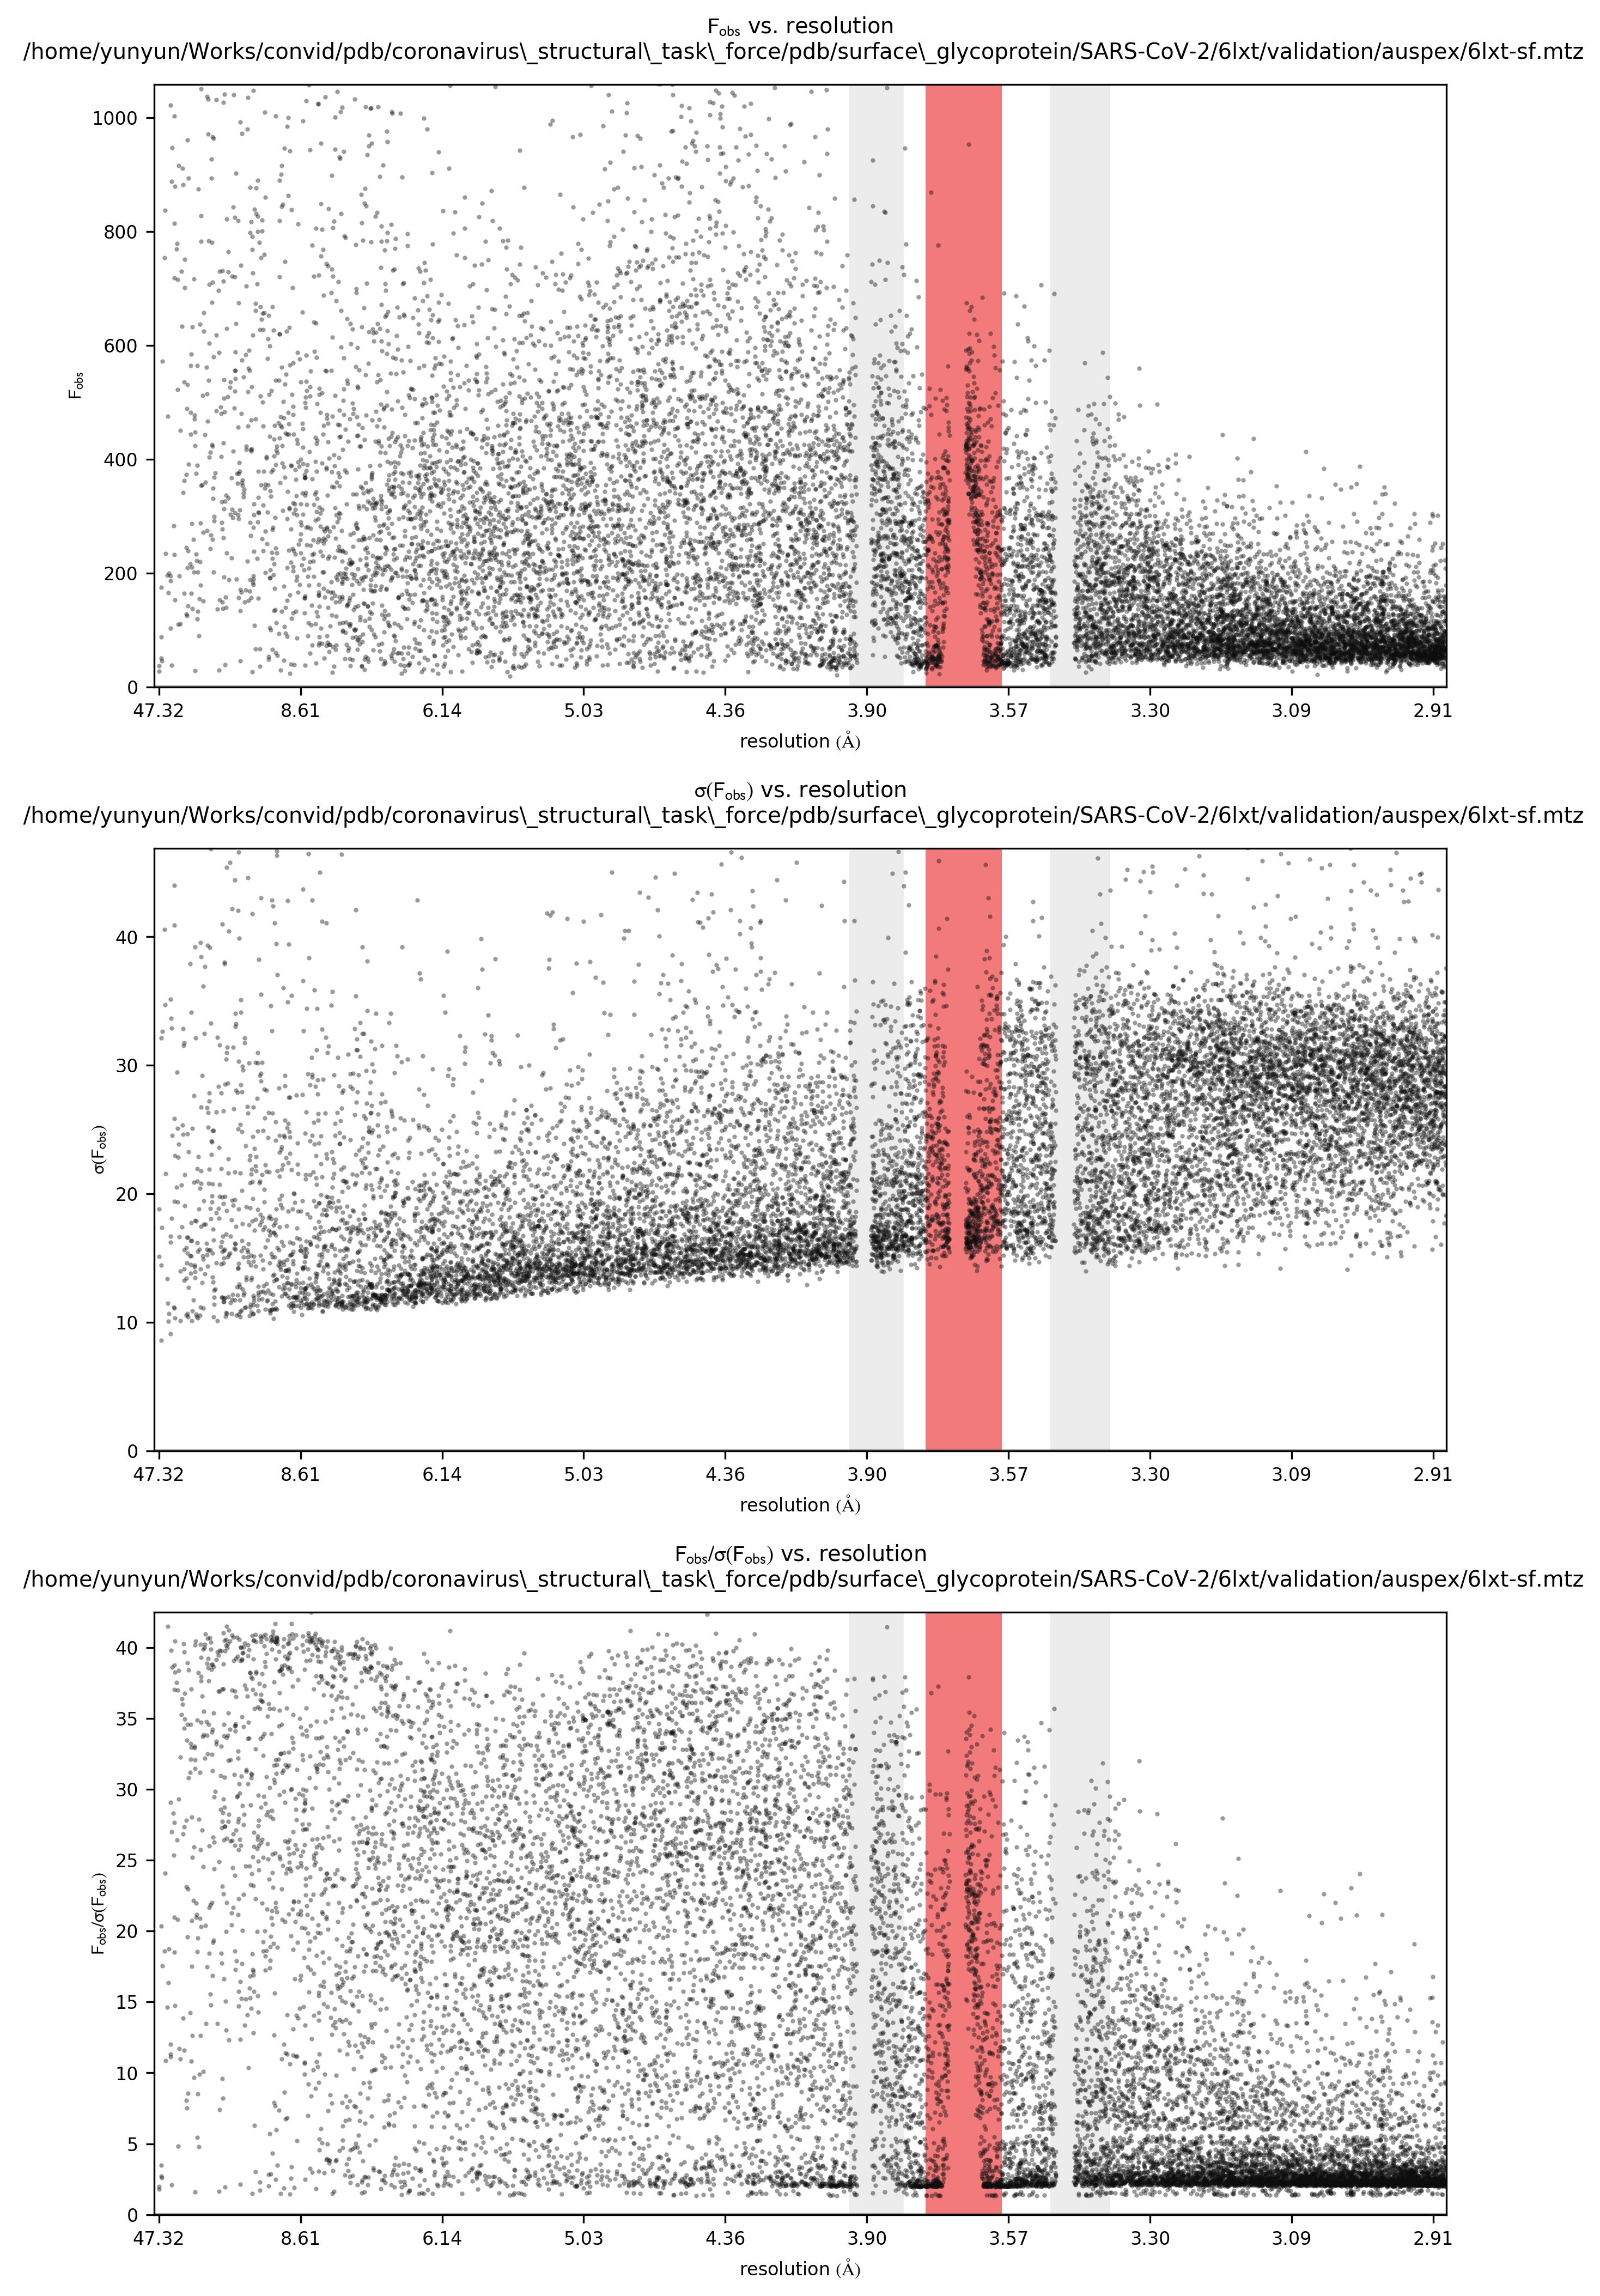 F_obs vs. resolution
/home/yunyun/Works/convid/pdb/coronavirus\_structural\_task\_force/pdb/surface\_glycoprotein/SARS-CoV-2/6lxt/validation/auspex/6lxt-sf.mtz
1000
800
600
400
200
0
F_obs
47.32 8.61 6.14 5.03 4.36 3.90 3.57 3.30 3.09 2.91
resolution (Å)
σ(F_obs) vs. resolution
/home/yunyun/Works/convid/pdb/coronavirus\_structural\_task\_force/pdb/surface\_glycoprotein/SARS-CoV-2/6lxt/validation/auspex/6lxt-sf.mtz
40
30
20
10
0
σ(F_obs)
47.32 8.61 6.14 5.03 4.36 3.90 3.57 3.30 3.09 2.91
resolution (Å)
F_obs/σ(F_obs) vs. resolution
/home/yunyun/Works/convid/pdb/coronavirus\_structural\_task\_force/pdb/surface\_glycoprotein/SARS-CoV-2/6lxt/validation/auspex/6lxt-sf.mtz
40
35
30
25
20
15
10
5
0
F_obs/σ(F_obs)
47.32 8.61 6.14 5.03 4.36 3.90 3.57 3.30 3.09 2.91
resolution (Å)